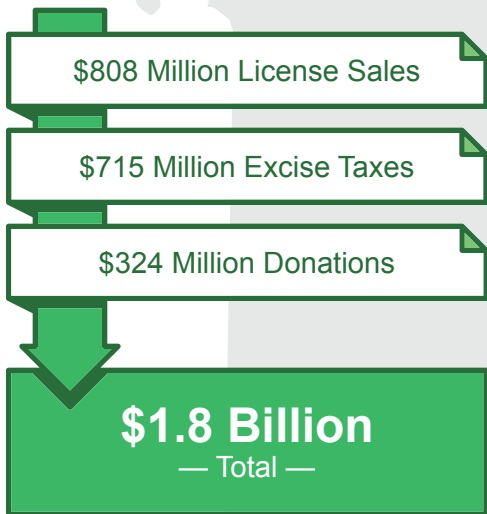 $808 Million License Sales
$715 Million Excise Taxes
$324 Million Donations
$1.8 Billion
— Total —